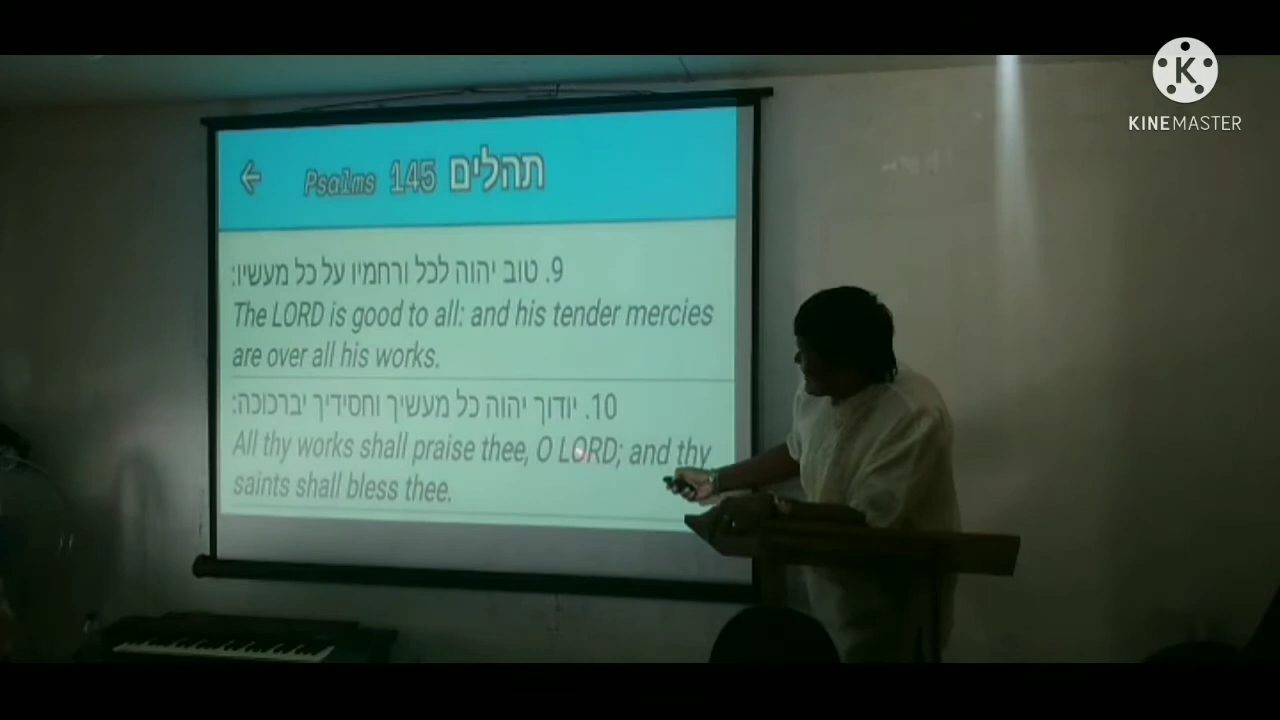 Psalms 145 תהלים
9. טוב יהוה לכל ורחמיו על כל מעשיו:
The LORD is good to all: and his tender mercies
are over all his works.
10. יודוך יהוה כל מעשיך וחסידיך יברכוכה:
All thy works shall praise thee, O LORD; and thy
saints shall bless thee.
KINEMASTER